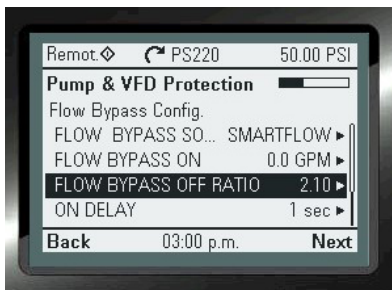 Remot. PS220 50.00 PSI
Pump & VFD Protection
Flow Bypass Config.
FLOW BYPASS SO... SMARTFLOW
FLOW BYPASS ON 0.0 GPM
FLOW BYPASS OFF RATIO 2.10
ON DELAY 1 sec
Back 03:00 p.m. Next